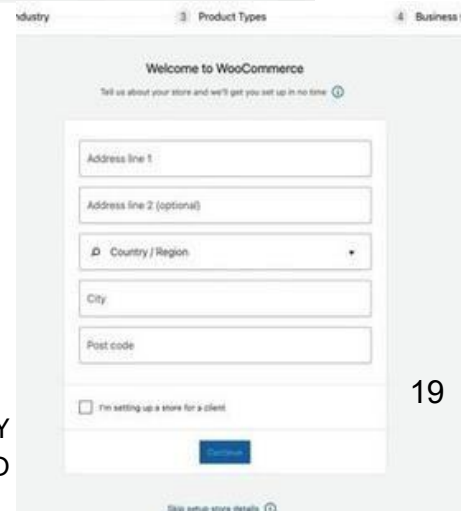 ndustry 3 Product Types 4 Business
Welcome to WooCommerce
Tell us about your store and we'll get you set up in no time
Address line 1
Address line 2 (optional)
Country / Region
City
Post code
19
I'm setting up a store for a client
Y
Continue
D
Skip setup store details